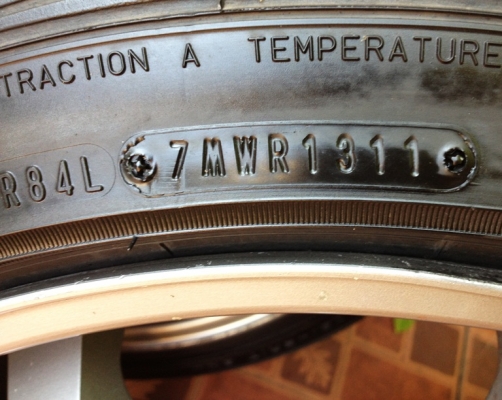 TRACTION A TEMPERATURE
R84L 7MWR1311